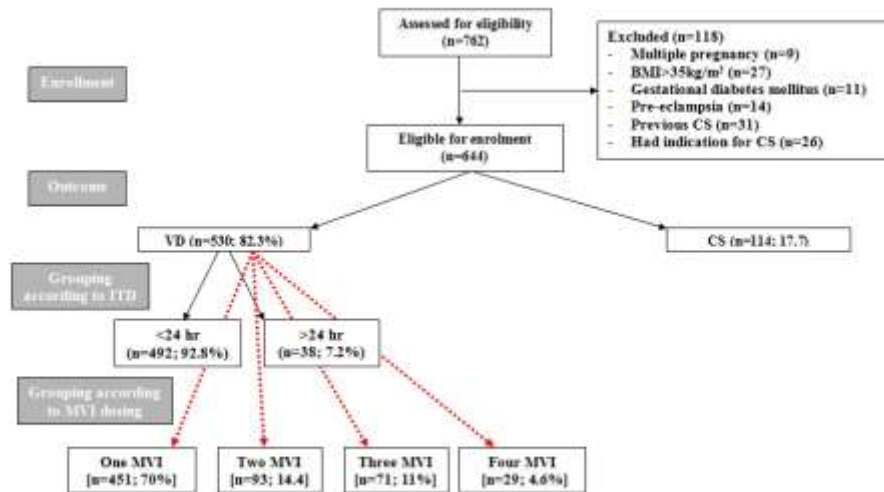 Assessed for eligibility
(n=762)
Excluded (n=118)
- Multiple pregnancy (n=9)
- BMI>35kg/m² (n=27)
- Gestational diabetes mellitus (n=11)
- Pre-eclampsia (n=14)
- Previous CS (n=31)
- Had indication for CS (n=26)
Enrollment
Eligible for enrolment
(n=644)
Outcome
VD (n=530; 82.3%)
CS (n=114; 17.7)
Grouping
according to ITD
<24 hr
(n=492; 92.8%)
>24 hr
(n=38; 7.2%)
Grouping according
to MVI dosing
One MVI
[n=451; 70%]
Two MVI
[n=93; 14.4]
Three MVI
[n=71; 11%]
Four MVI
[n=29; 4.6%]